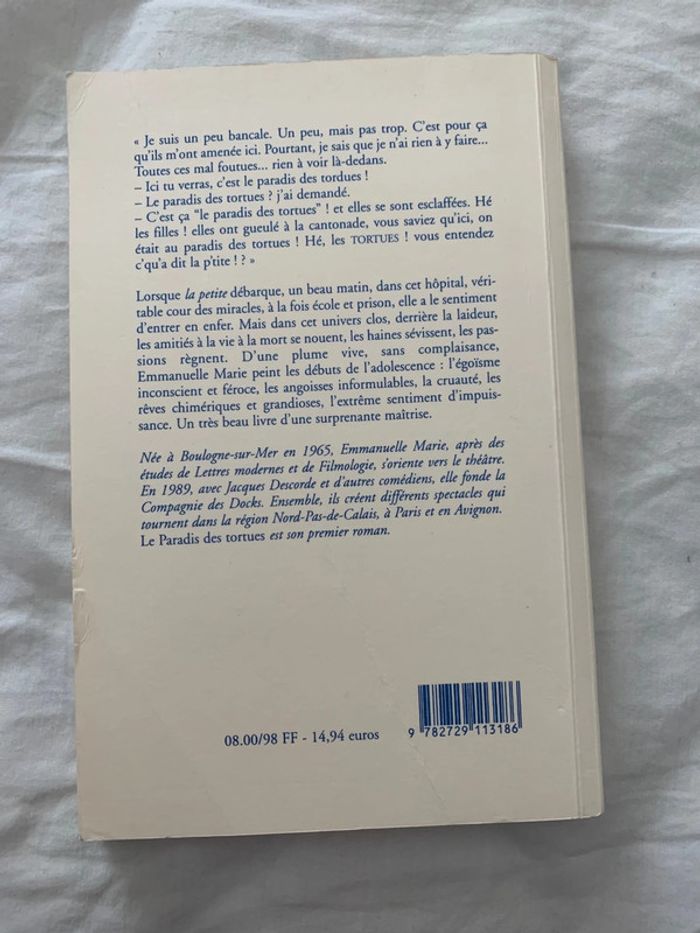 « Je suis un peu bancale. Un peu, mais pas trop. C'est pour ça
qu'ils m'ont amenée ici. Pourtant, je sais que je n'ai rien à y faire...
Toutes ces mal foutues... rien à voir là-dedans.
– Ici tu verras, c'est le paradis des tordues !
– Le paradis des tortues ? j'ai demandé.
– C'est ça "le paradis des tortues" ! et elles se sont esclaffées. Hé
les filles ! elles ont gueulé à la cantonade, vous saviez qu'ici, on
était au paradis des tortues ! Hé, les TORTUES ! vous entendez
c'qu'a dit la p'tite ! ? »
Lorsque la petite débarque, un beau matin, dans cet hôpital, véri-
table cour des miracles, à la fois école et prison, elle a le sentiment
d'entrer en enfer. Mais dans cet univers clos, derrière la laideur,
les amitiés à la vie à la mort se nouent, les haines sévissent, les pas-
sions règnent. D'une plume vive, sans complaisance,
Emmanuelle Marie peint les débuts de l'adolescence : l'égoïsme
inconscient et féroce, les angoisses informulables, la cruauté, les
rêves chimériques et grandioses, l'extrême sentiment d'impuis-
sance. Un très beau livre d'une surprenante maîtrise.
Née à Boulogne-sur-Mer en 1965, Emmanuelle Marie, après des
études de Lettres modernes et de Filmologie, s'oriente vers le théâtre.
En 1989, avec Jacques Descorde et d'autres comédiens, elle fonde la
Compagnie des Docks. Ensemble, ils créent différents spectacles qui
tournent dans la région Nord-Pas-de-Calais, à Paris et en Avignon.
Le Paradis des tortues est son premier roman.
08.00/98 FF - 14,94 euros
9 782729 113186